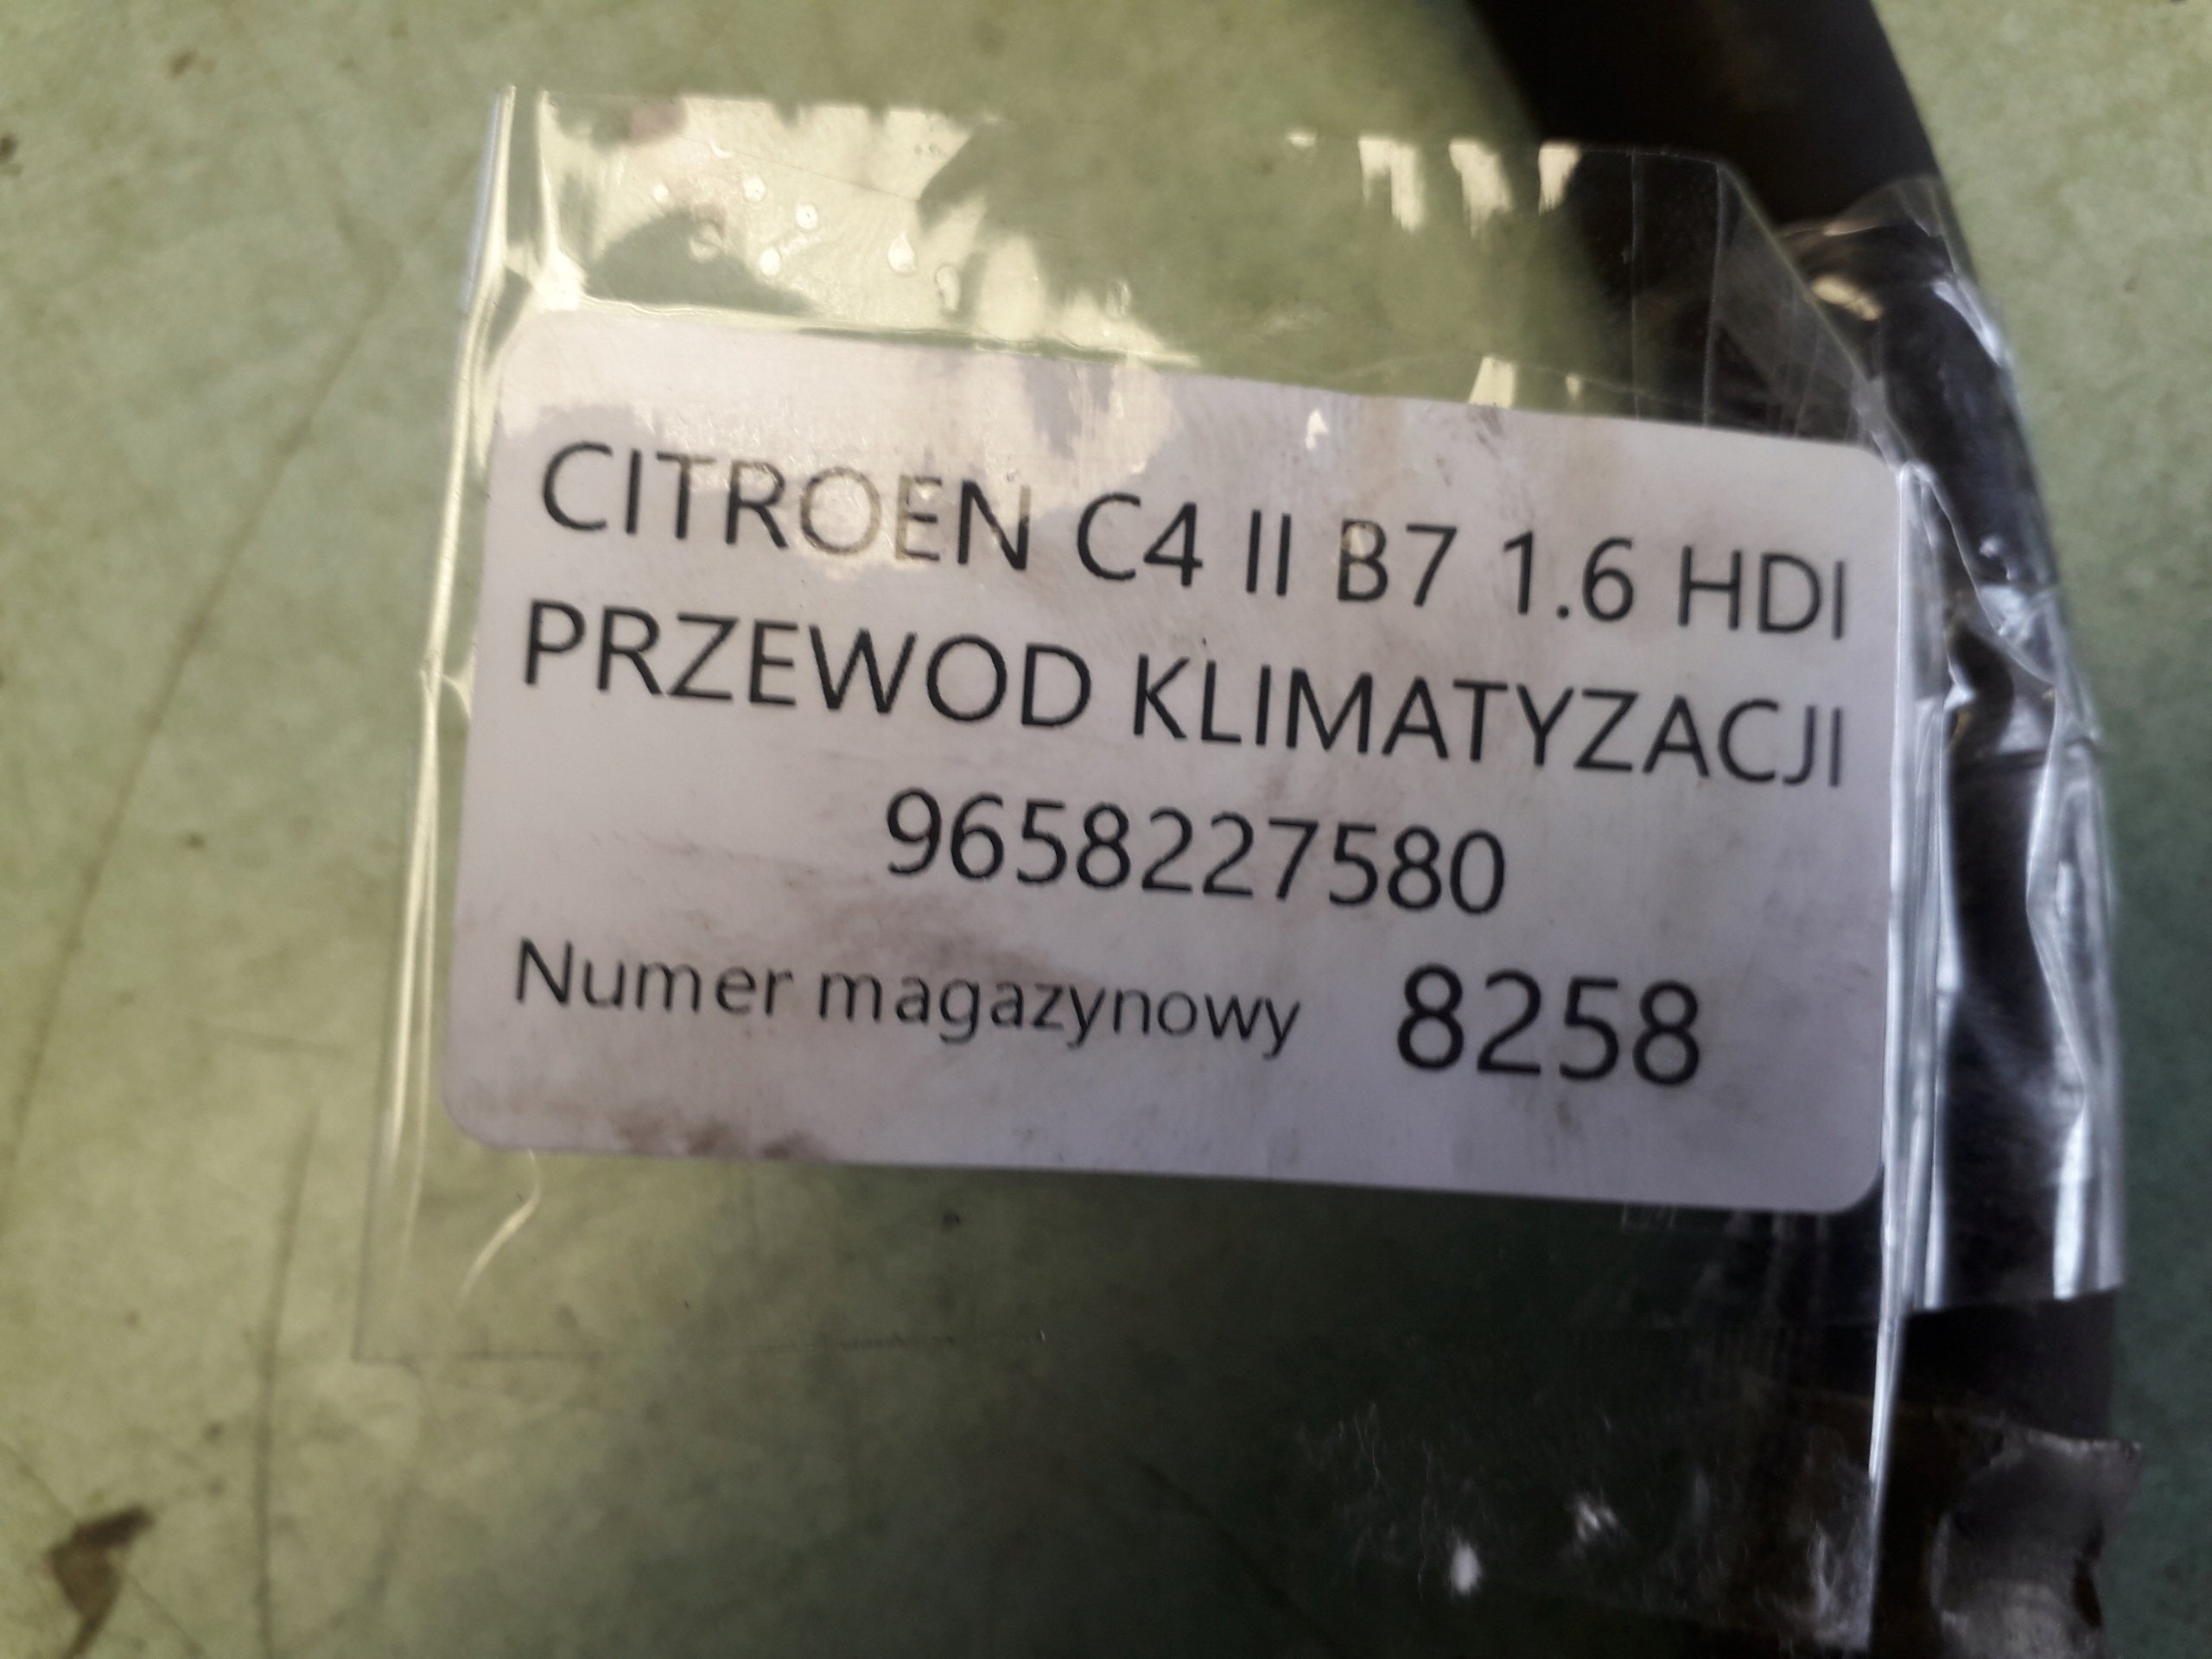 CITROEN C4 II B7 1.6 HDI
PRZEWOD KLIMATYZACJI
9658227580
Numer magazynowy 8258